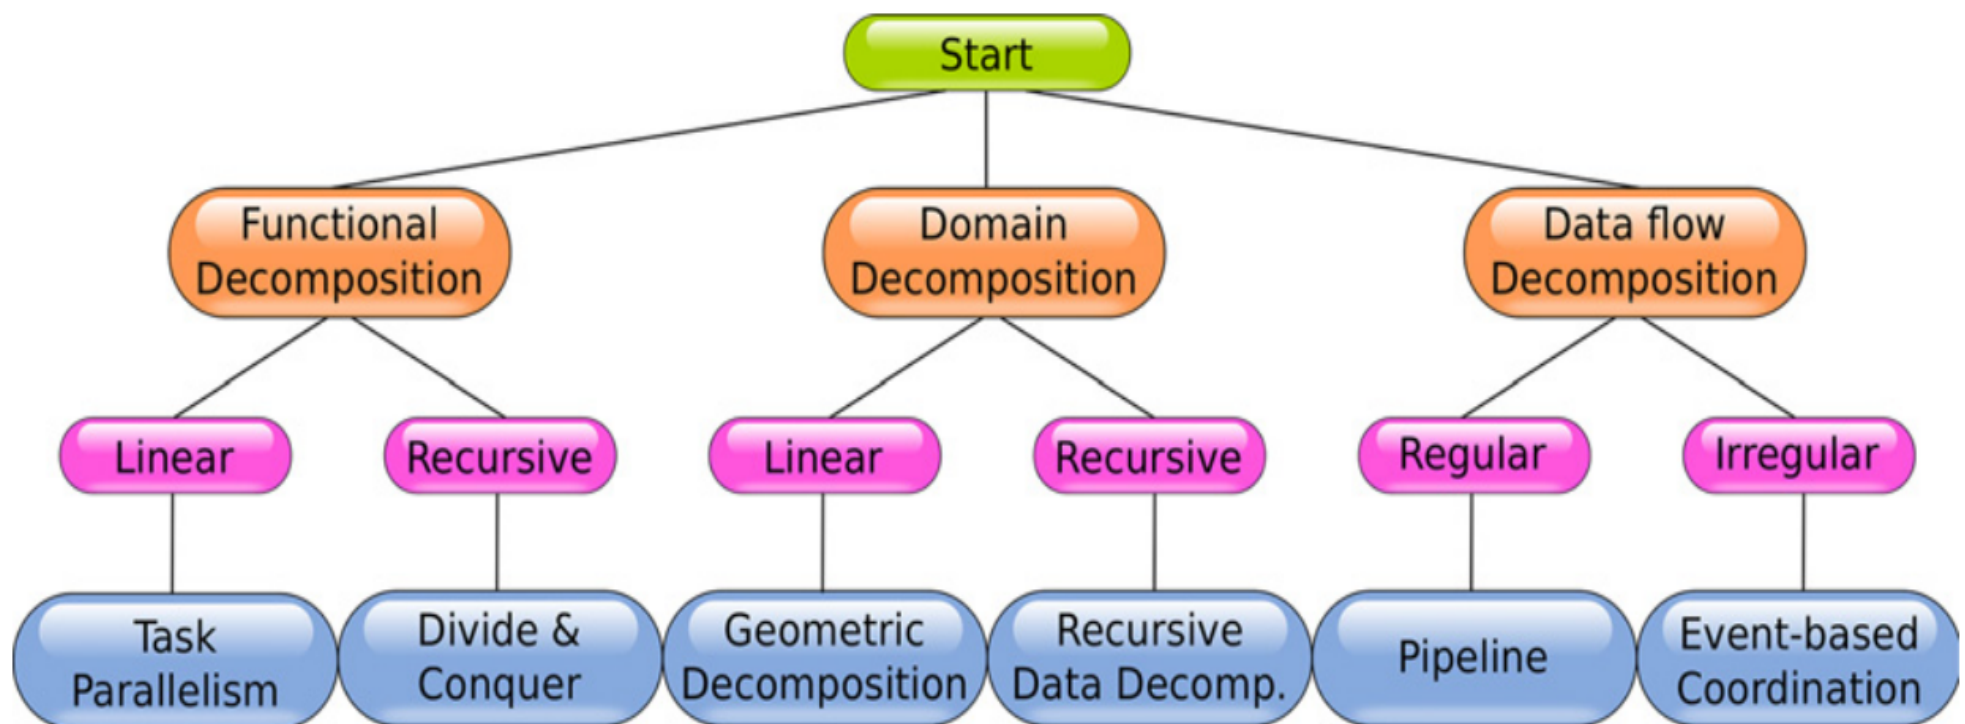 Start
Functional
Decomposition
Domain
Decomposition
Data flow
Decomposition
Linear
Recursive
Linear
Recursive
Regular
Irregular
Task
Parallelism
Divide &
Conquer
Geometric
Decomposition
Recursive
Data Decomp.
Pipeline
Event-based
Coordination